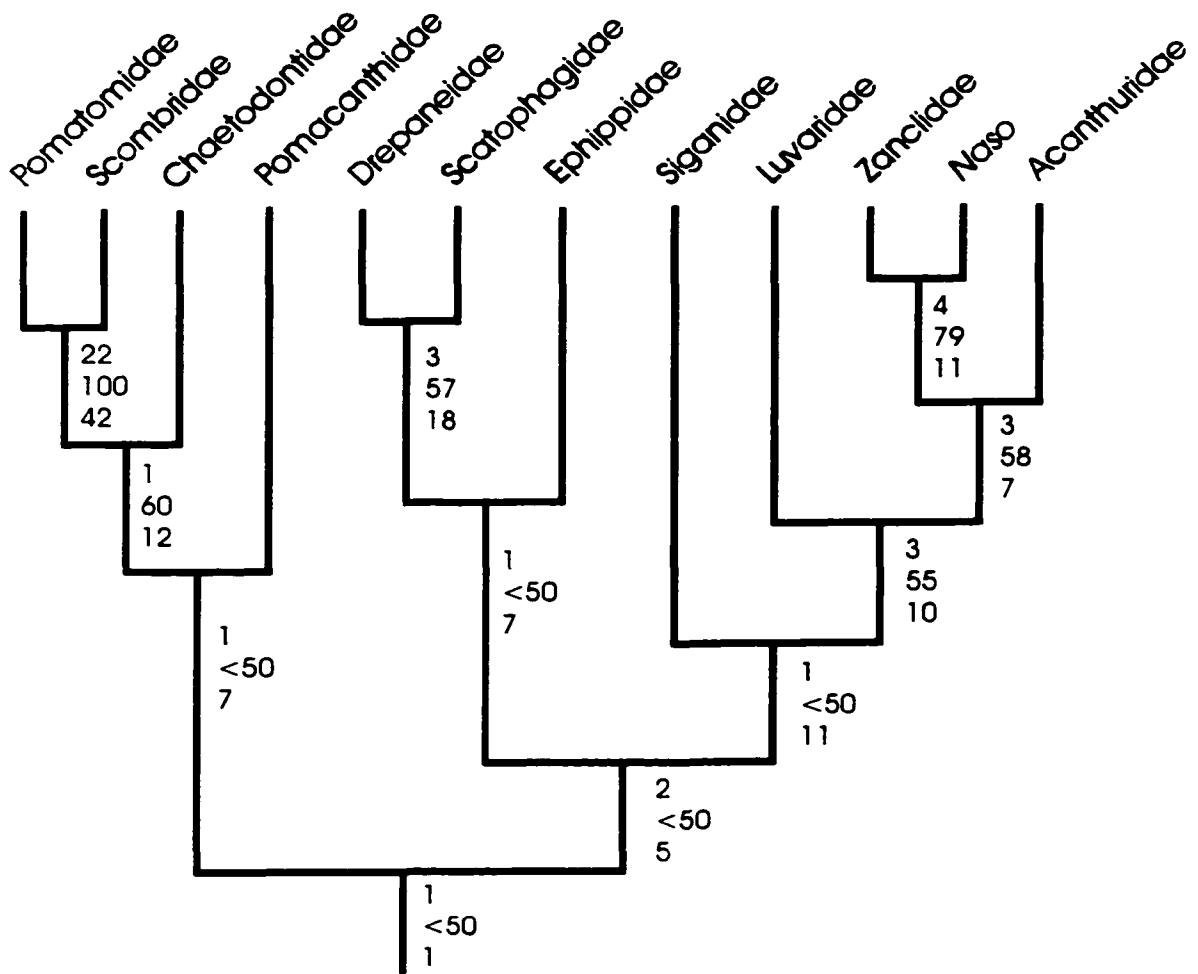 Pomatomidae
Scombridae
Chaetodontidae
Pomacanthidae
Drepaneidae
Scatophagidae
Ephippidae
Siganidae
Luvaridae
Zanclidae
Naso
Acanthuridae
4
79
11
22
100
42
3
57
18
3
58
7
1
60
12
3
55
10
1
<50
7
1
<50
7
1
<50
11
2
<50
5
1
<50
1